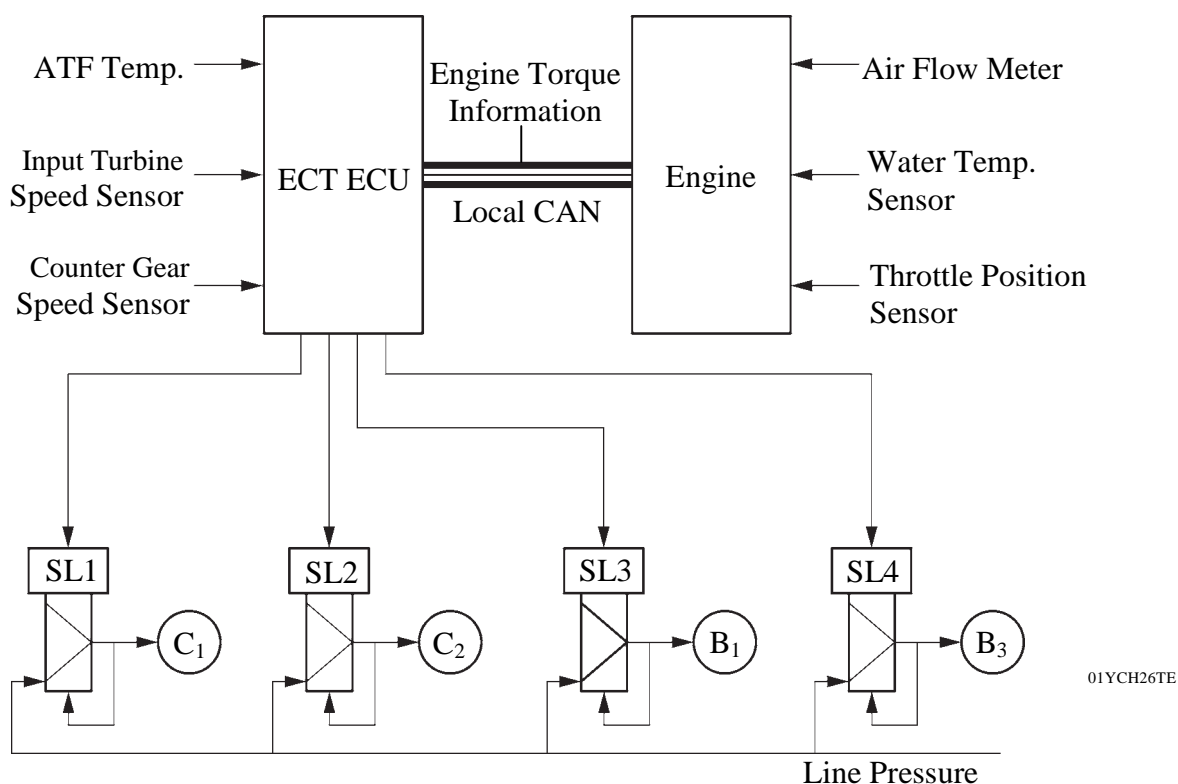 ATF Temp.
Input Turbine
Speed Sensor
Counter Gear
Speed Sensor
ECT ECU
Engine Torque
Information
Local CAN
Engine
Air Flow Meter
Water Temp.
Sensor
Throttle Position
Sensor
SL1
C1
SL2
C2
SL3
B1
SL4
B3
01YCH26TE
Line Pressure